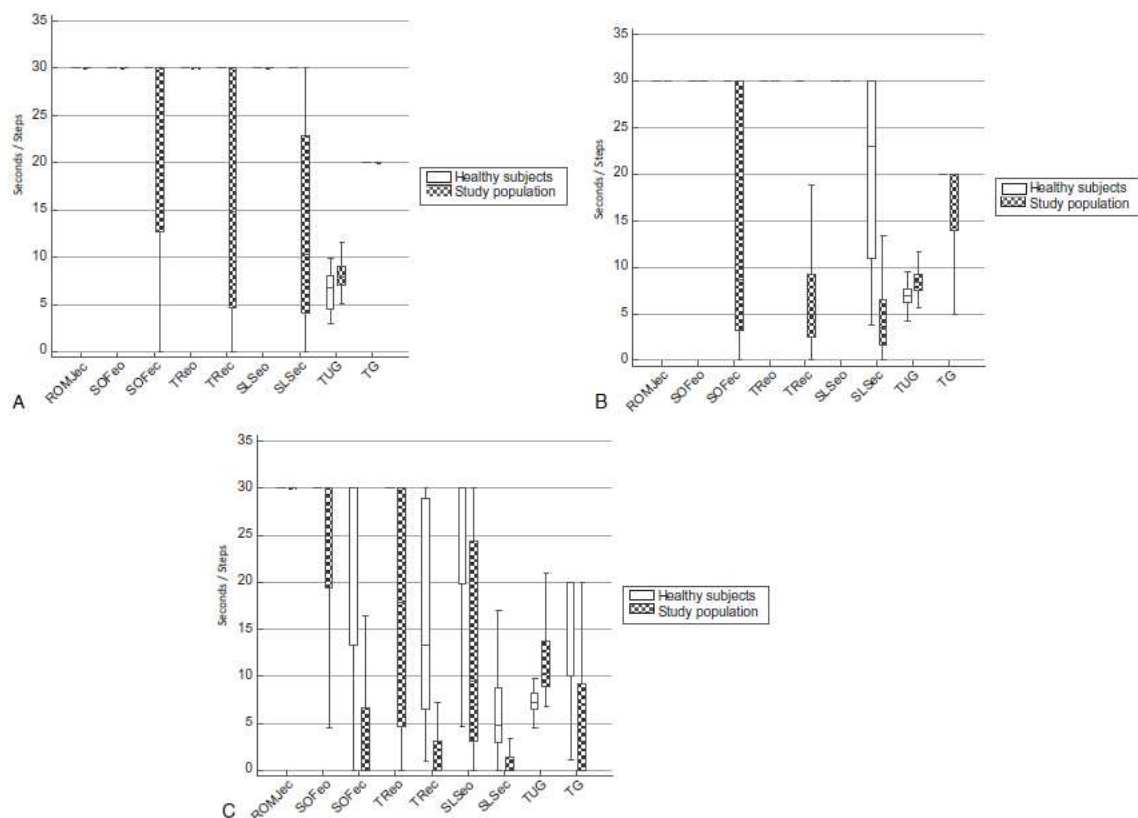 35
30
25
20
15
10
5
0
Seconds / Steps
ROMJec
SOFeo
SOFec
TReo
TRec
SLSeo
SLSec
TUG
TG
Healthy subjects
Study population
A
35
30
25
20
15
10
5
0
Seconds / Steps
ROMJec
SOFeo
SOFec
TReo
TRec
SLSeo
SLSec
TUG
TG
Healthy subjects
Study population
B
35
30
25
20
15
10
5
0
Seconds / Steps
ROMJec
SOFeo
SOFec
TReo
TRec
SLSeo
SLSec
TUG
TG
Healthy subjects
Study population
C